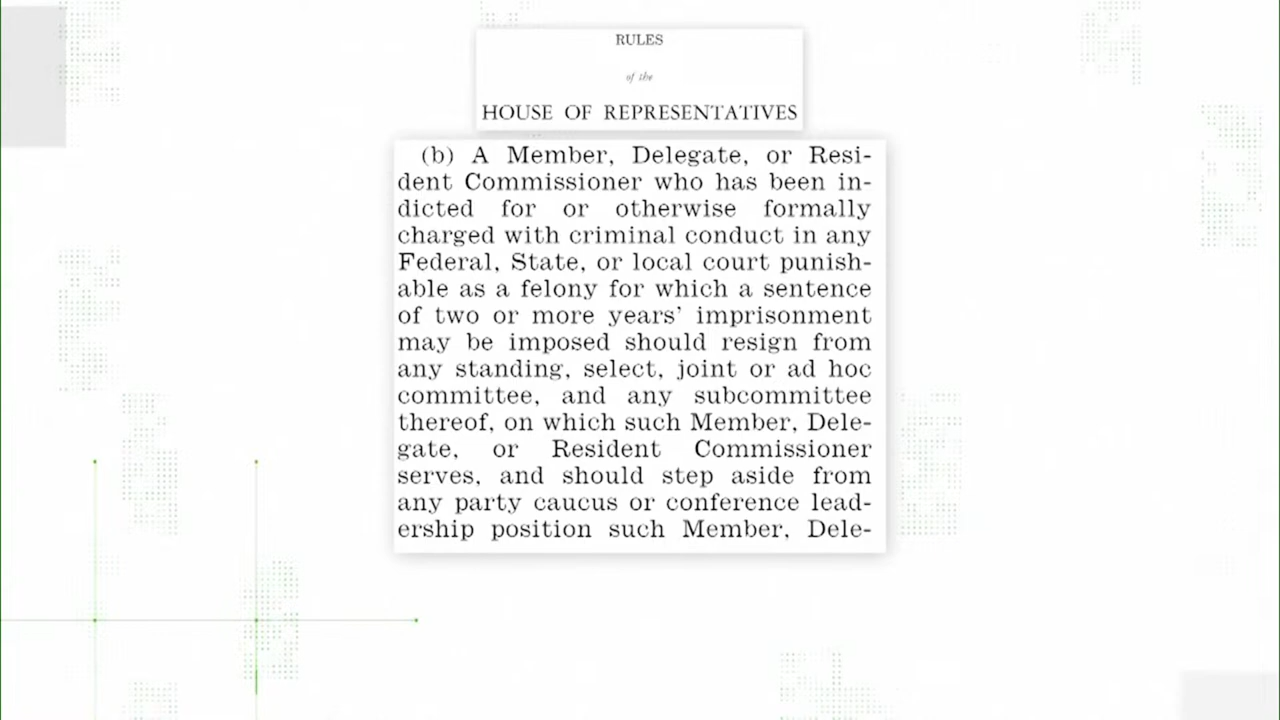 RULES
of the
HOUSE OF REPRESENTATIVES
(b) A Member, Delegate, or Resi-
dent Commissioner who has been in-
dicted for or otherwise formally
charged with criminal conduct in any
Federal, State, or local court punish-
able as a felony for which a sentence
of two or more years’ imprisonment
may be imposed should resign from
any standing, select, joint or ad hoc
committee, and any subcommittee
thereof, on which such Member, Dele-
gate, or Resident Commissioner
serves, and should step aside from
any party caucus or conference lead-
ership position such Member, Dele-